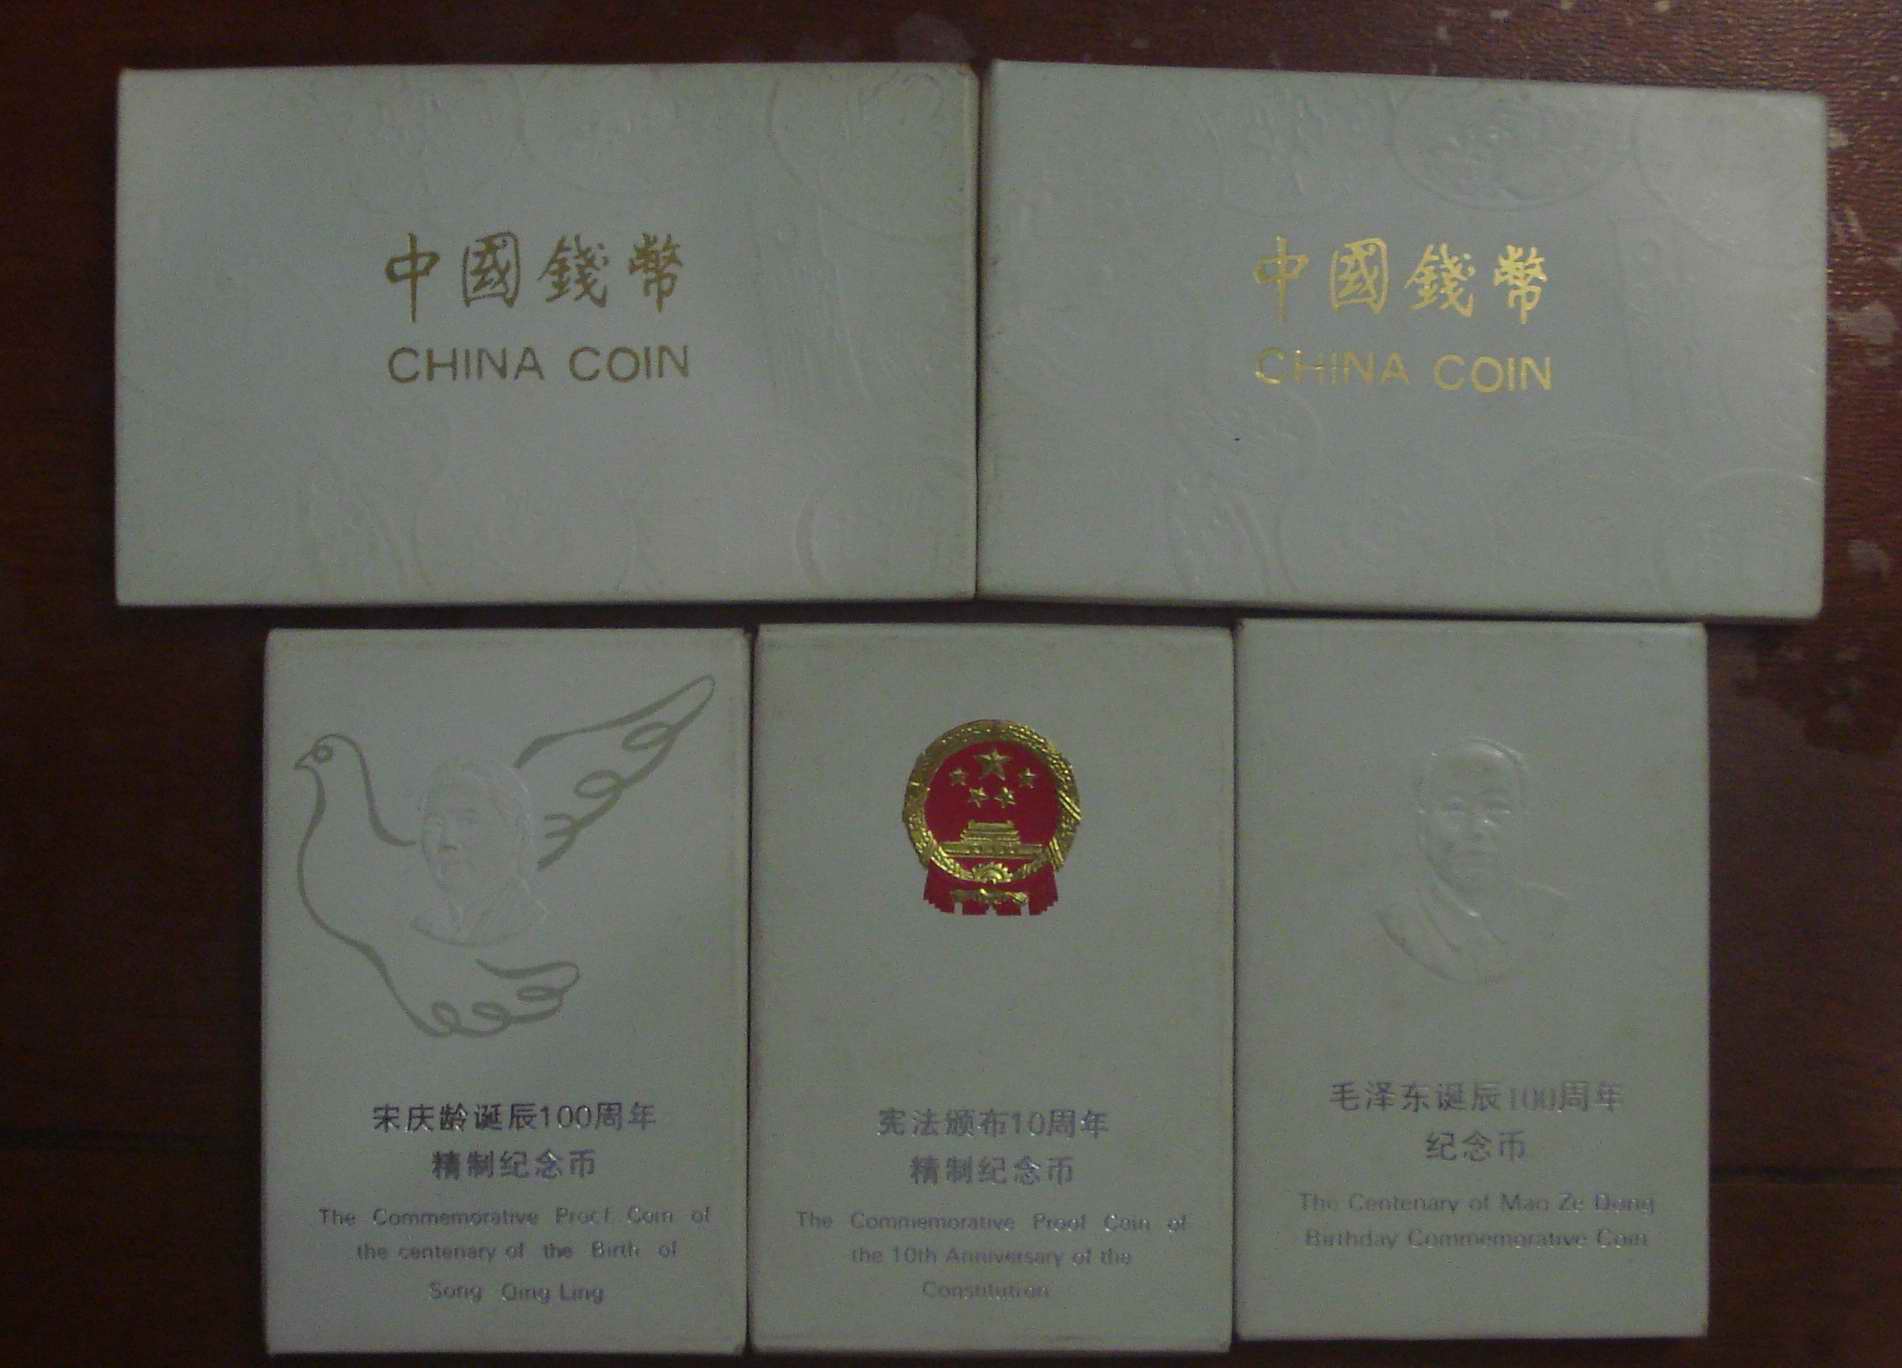 中國錢幣
CHINA COIN
中國錢幣
CHINA COIN
宋庆龄诞辰100周年
精制纪念币
The Commemorative Proof Coin of
the centenary of the Birth of
Song Qing Ling
宪法颁布10周年
精制纪念币
The Commemorative Proof Coin of
the 10th Anniversary of the
Constitution
毛泽东诞辰100周年
纪念币
The Centenary of Mao Ze Dong
Birthday Commemorative Coin